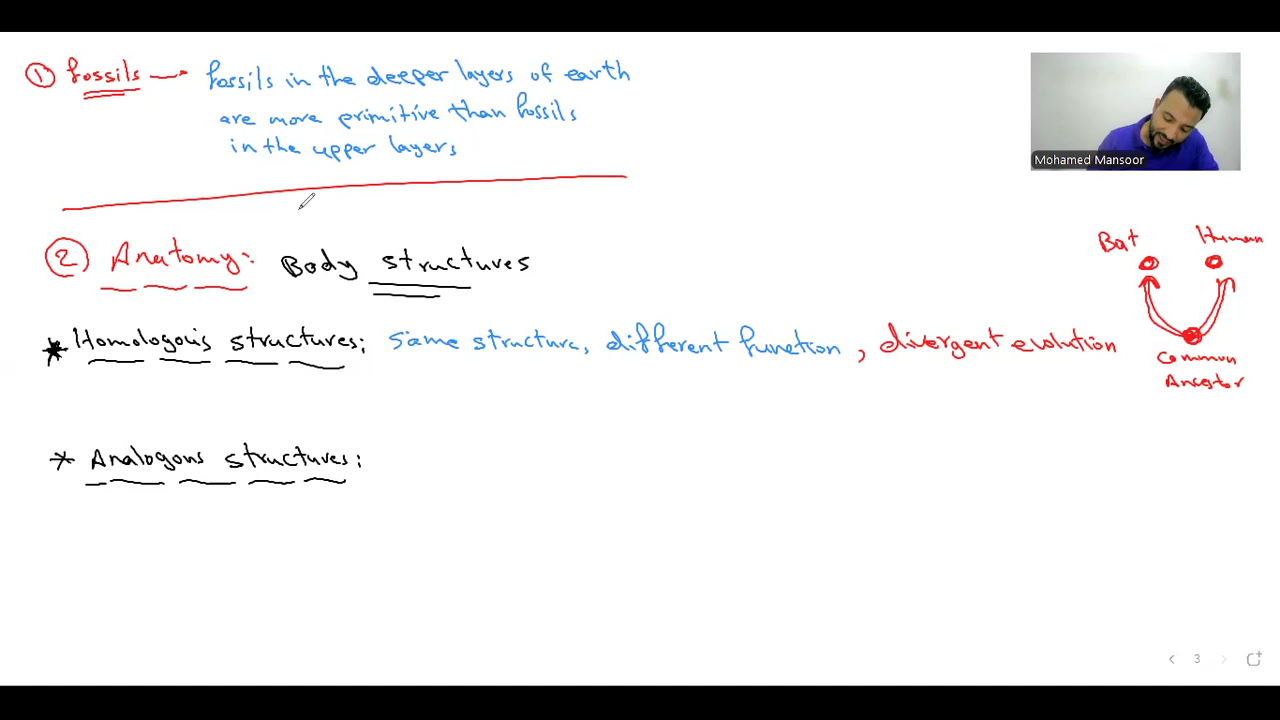 ① Fossils → fossils in the deeper layers of earth
are more primitive than fossils
in the upper layers
Mohamed Mansoor
② Anatomy: Body structures
Bat Human
Common
Ancestor
* Homologous structures: same structure, different function, divergent evolution
* Analogous structures:
3